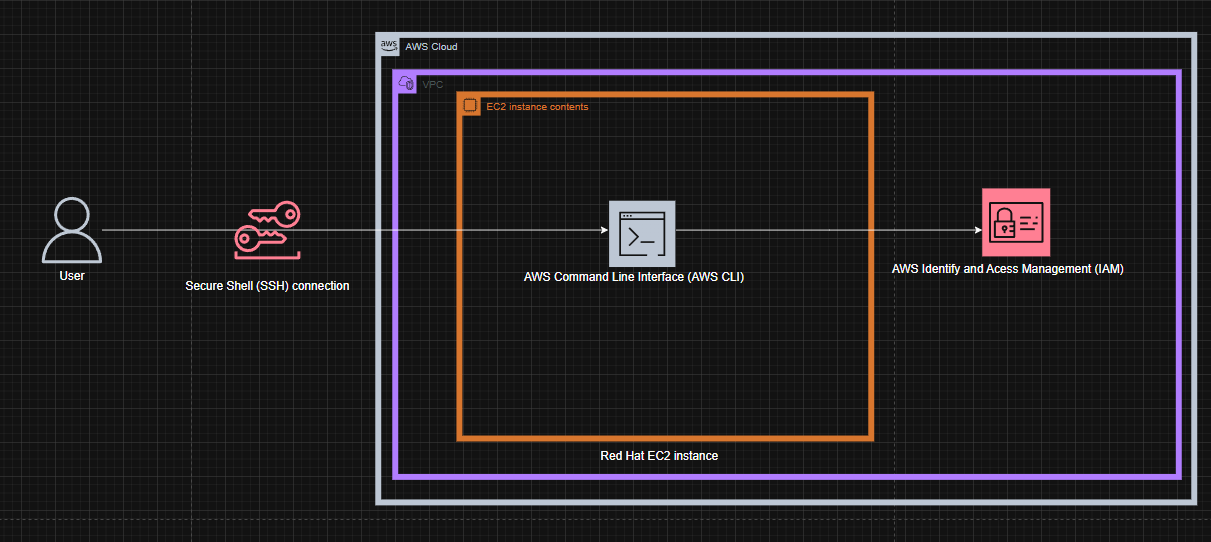 aws
AWS Cloud
VPC
EC2 instance contents
User
Secure Shell (SSH) connection
AWS Command Line Interface (AWS CLI)
AWS Identify and Acess Management (IAM)
Red Hat EC2 instance